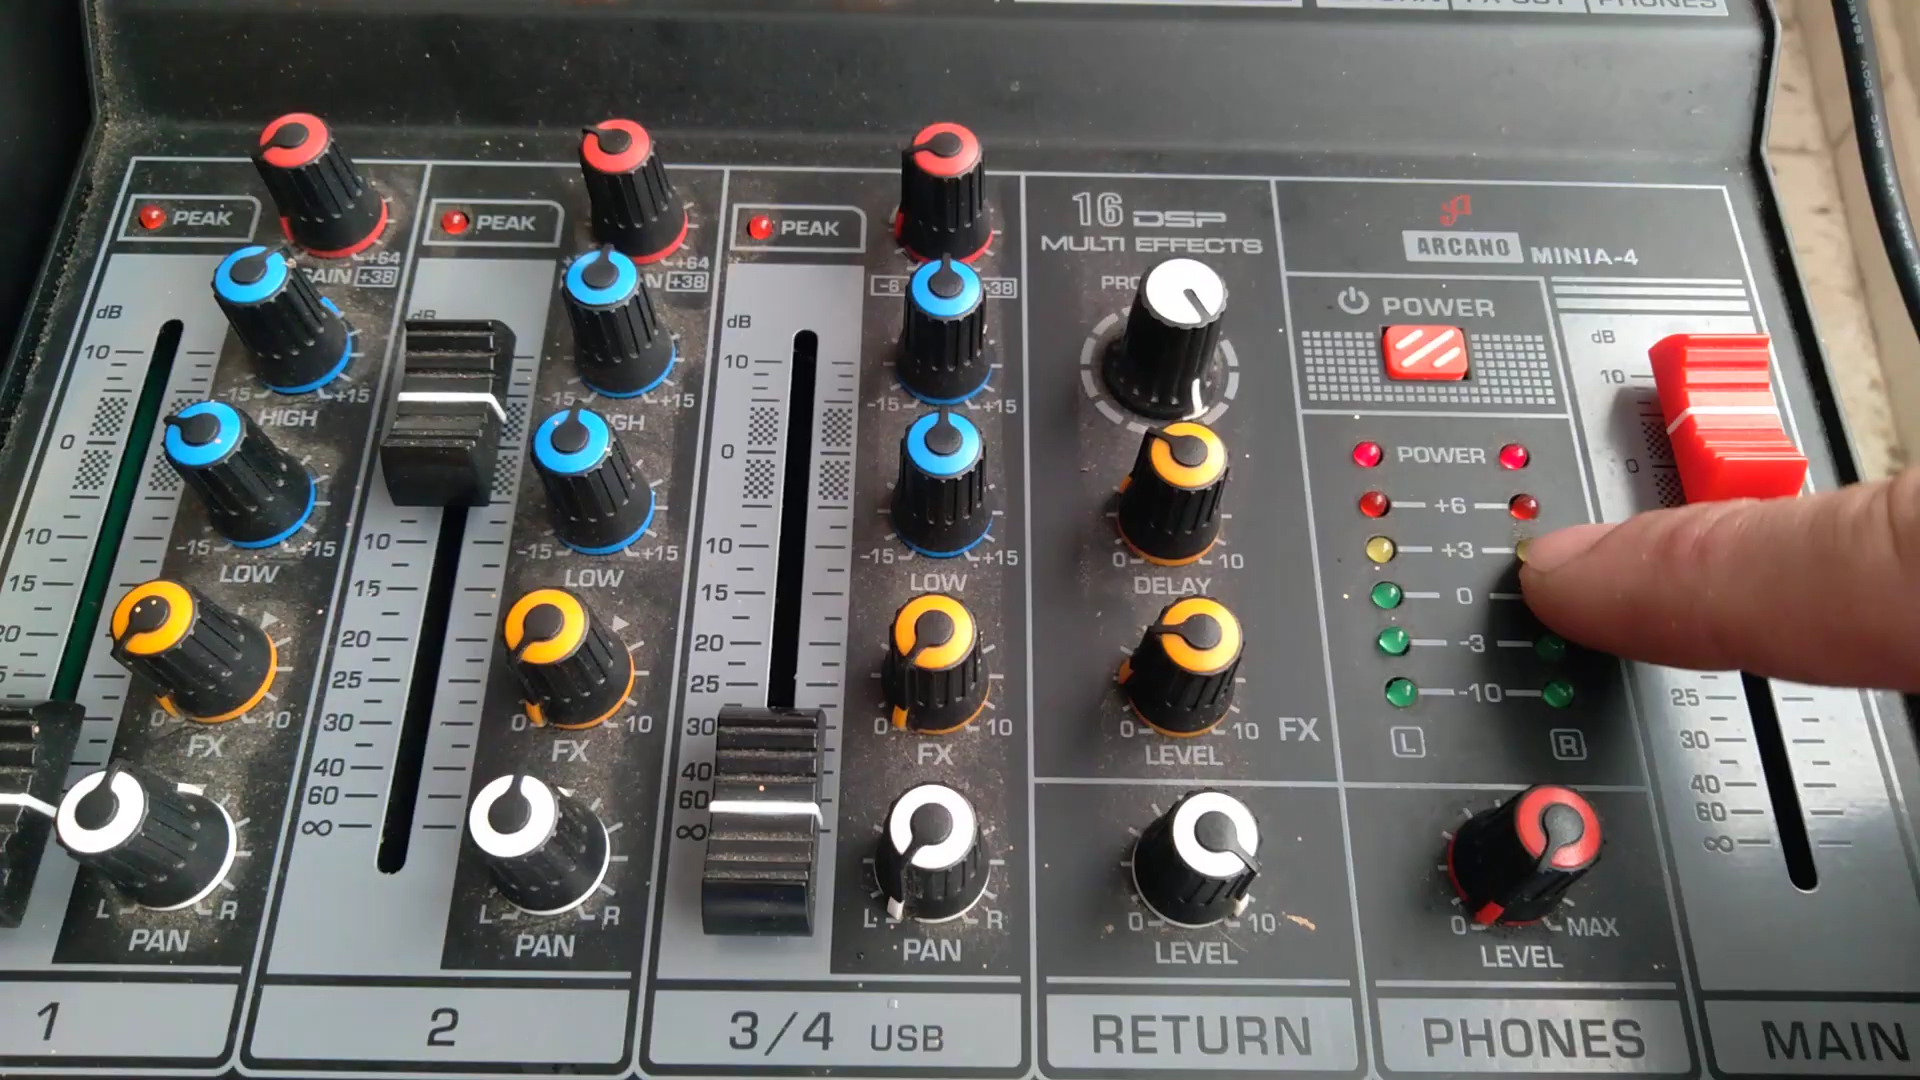 PHONES
PEAK
PEAK
PEAK
16 DSP
MULTI EFFECTS
ARCANO MINIA-4
+64
+38
+64
+38
-6
POWER
dB
dB
dB
10
10
10
-15 +15
HIGH
-15 +15
-15 +15
0
0
0
POWER
+6
+3
0
-3
-10
L R
10
15
-15 +15
LOW
10
15
20
25
30
40
60
∞
-15 +15
LOW
10
15
20
25
30
40
60
∞
-15 +15
LOW
0 10
DELAY
0 10
LEVEL
FX
0 10
FX
0 10
FX
0 10
FX
25
30
40
60
∞
L R
PAN
L R
PAN
L R
PAN
0 10
LEVEL
0 MAX
LEVEL
1
2
3/4 USB
RETURN
PHONES
MAIN